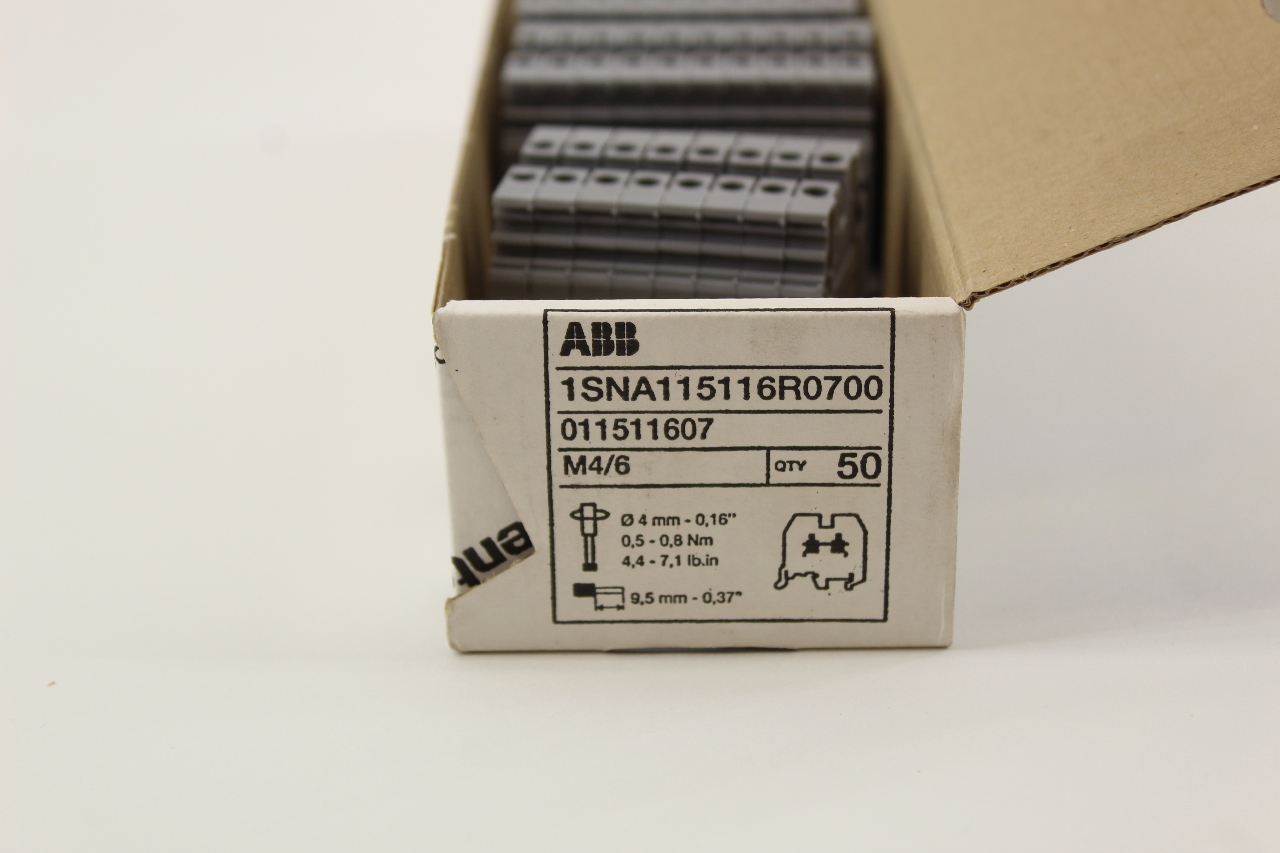 ABB
1SNA115116R0700
011511607
M4/6 QTY 50
Ø 4 mm - 0,16"
0,5 - 0,8 Nm
4,4 - 7,1 lb.in
9,5 mm - 0,37"
ent